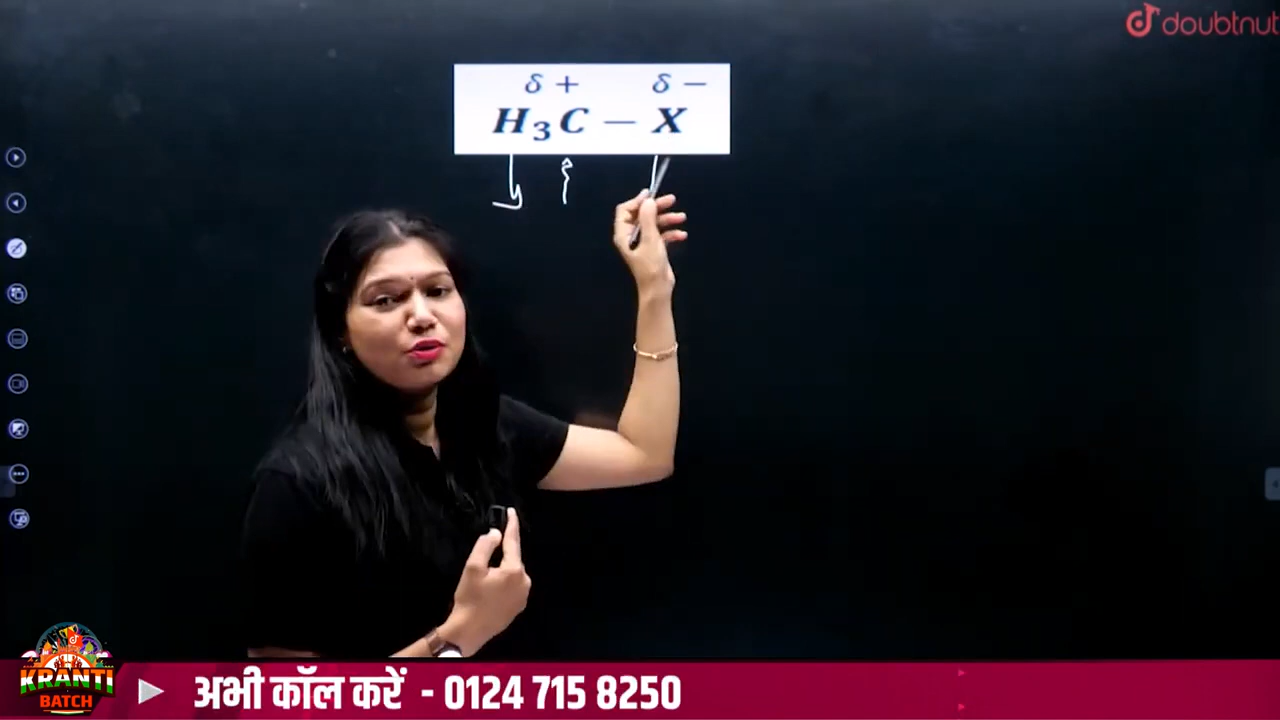 doubtnut
δ + δ −
H₃C − X
KRANTI
BATCH
अभी कॉल करें - 0124 715 8250